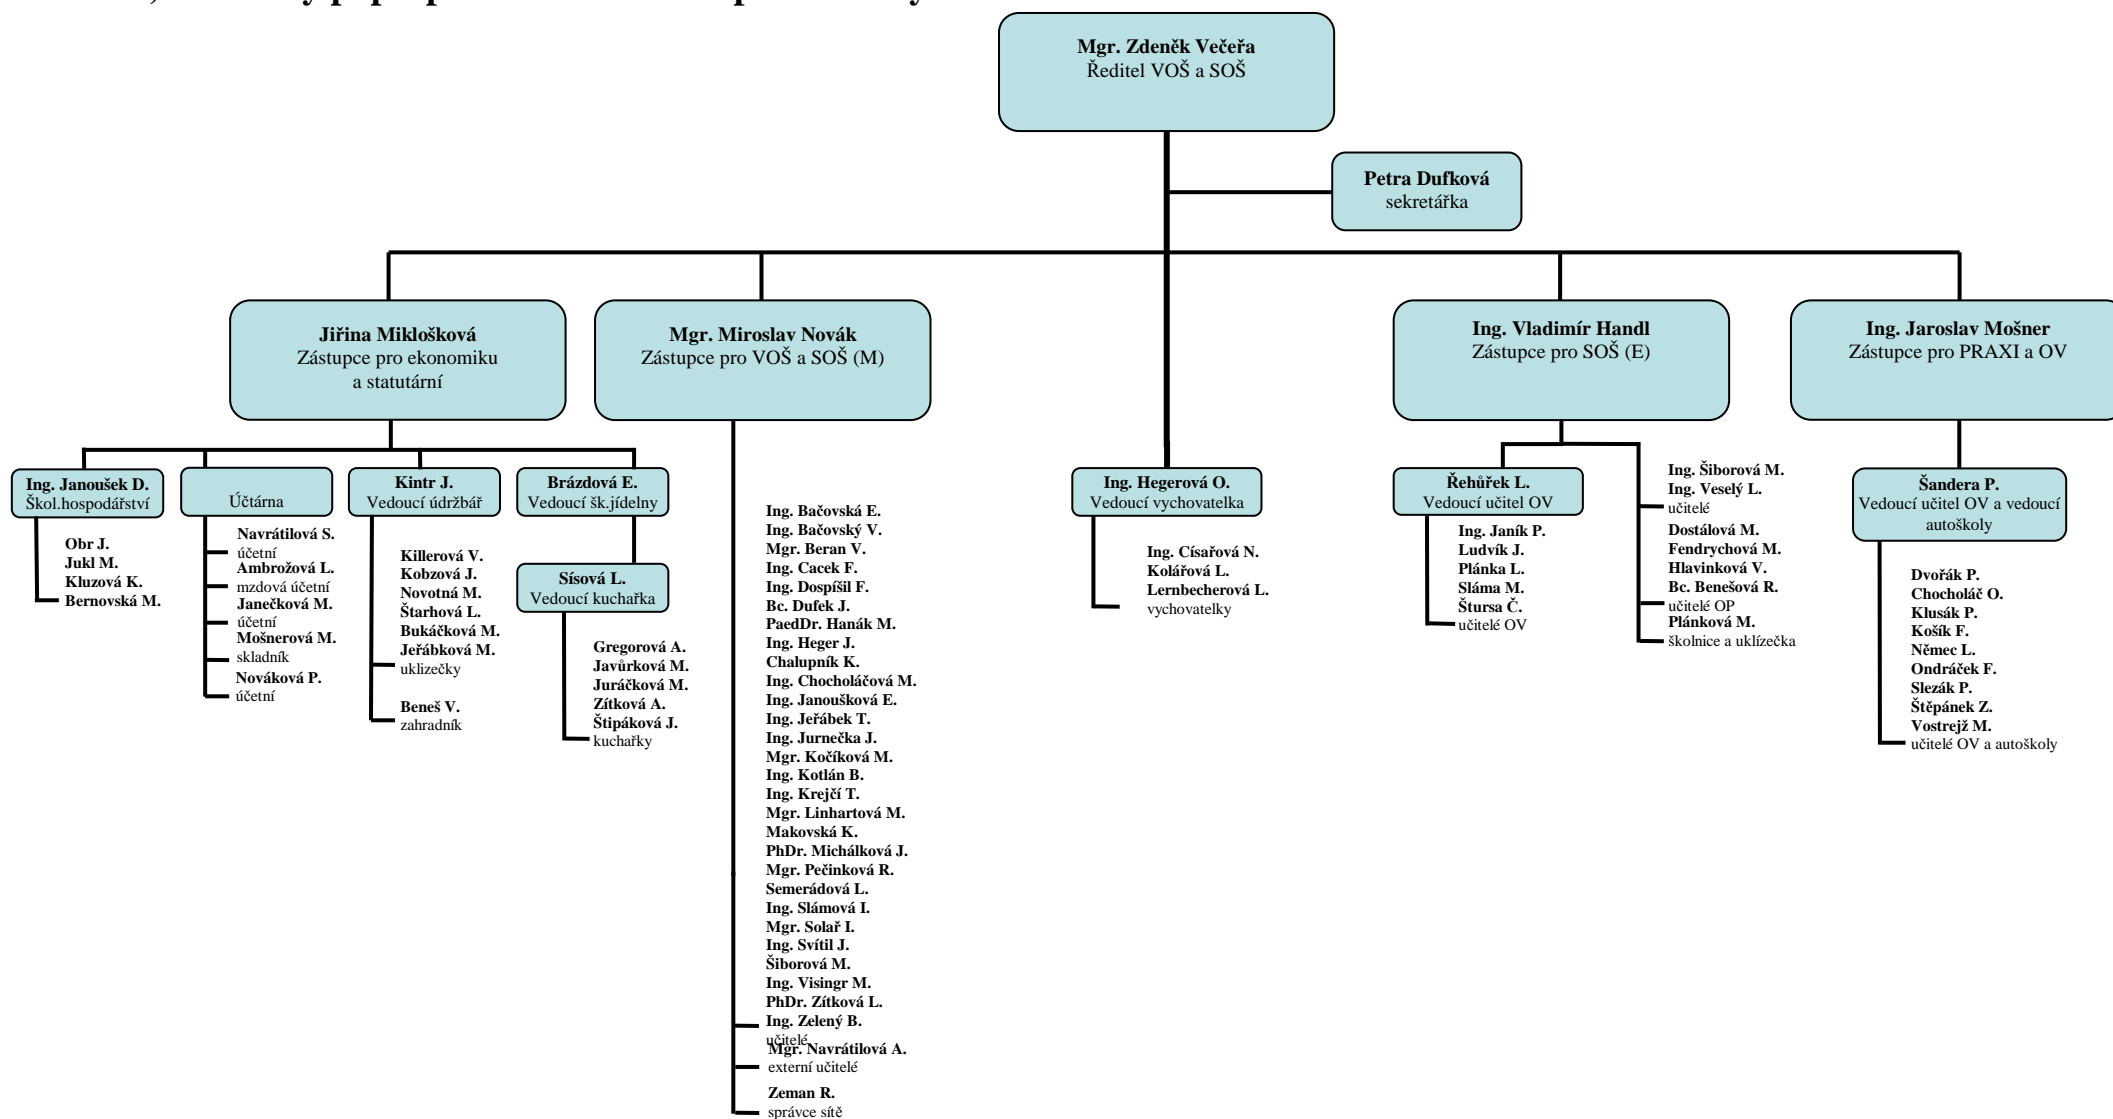 Mgr. Zdeněk Večeřa
Ředitel VOŠ a SOŠ
Petra Dufková
sekretářka
Jiřina Miklošková
Zástupce pro ekonomiku
a statutární
Mgr. Miroslav Novák
Zástupce pro VOŠ a SOŠ (M)
Ing. Vladimír Handl
Zástupce pro SOŠ (E)
Ing. Jaroslav Mošner
Zástupce pro PRAXI a OV
Ing. Janoušek D.
Škol.hospodářství
Obr J.
Jukl M.
Kluzová K.
Bernovská M.
Účtárna
Navrátilová S.
účetní
Ambrožová L.
mzdová účetní
Janečková M.
účetní
Mošnerová M.
skladník
Nováková P.
účetní
Kintr J.
Vedoucí údržbář
Killerová V.
Kobzová J.
Novotná M.
Štarhová L.
Bukáčková M.
Jeřábková M.
uklizečky
Beneš V.
zahradník
Brázdová E.
Vedoucí šk.jídelny
Sísová L.
Vedoucí kuchařka
Gregorová A.
Javůrková M.
Juráčková M.
Zítková A.
Štipáková J.
kuchařky
Ing. Bačovská E.
Ing. Bačovský V.
Mgr. Beran V.
Ing. Cacek F.
Ing. Dospíšil F.
Bc. Dufek J.
PaedDr. Hanák M.
Ing. Heger J.
Chalupník K.
Ing. Chocholáčová M.
Ing. Janoušková E.
Ing. Jeřábek T.
Ing. Jurnečka J.
Mgr. Kočíková M.
Ing. Kotlán B.
Ing. Krejčí T.
Mgr. Linhartová M.
Makovská K.
PhDr. Michálková J.
Mgr. Pečinková R.
Semerádová L.
Ing. Slámová I.
Mgr. Solař I.
Ing. Svítil J.
Šiborová M.
Ing. Visingr M.
PhDr. Zítková L.
Ing. Zelený B.
učitelé
Mgr. Navrátilová A.
externí učitelé
Zeman R.
správce sítě
Ing. Hegerová O.
Vedoucí vychovatelka
Ing. Císařová N.
Kolářová L.
Lernbecherová L.
vychovatelky
Řehůřek L.
Vedoucí učitel OV
Ing. Janík P.
Ludvík J.
Plánka L.
Sláma M.
Štursa Č.
učitelé OV
Ing. Šiborová M.
Ing. Veselý L.
učitelé
Dostálová M.
Fendrychová M.
Hlavinková V.
Bc. Benešová R.
učitelé OP
Plánková M.
školnice a uklízečka
Šandera P.
Vedoucí učitel OV a vedoucí
autoškoly
Dvořák P.
Chocholáč O.
Klusák P.
Košík F.
Němec L.
Ondráček F.
Slezák P.
Štěpánek Z.
Vostrejž M.
učitelé OV a autoškoly